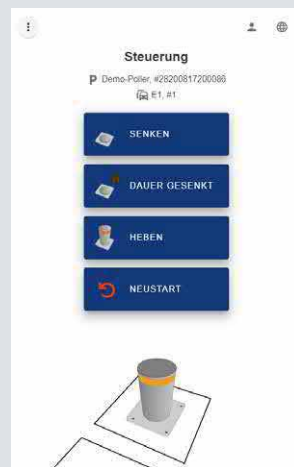 Steuerung
P Demo-Poller, #28200817200086
E1, #1
SENKEN
DAUER GESENKT
HEBEN
NEUSTART